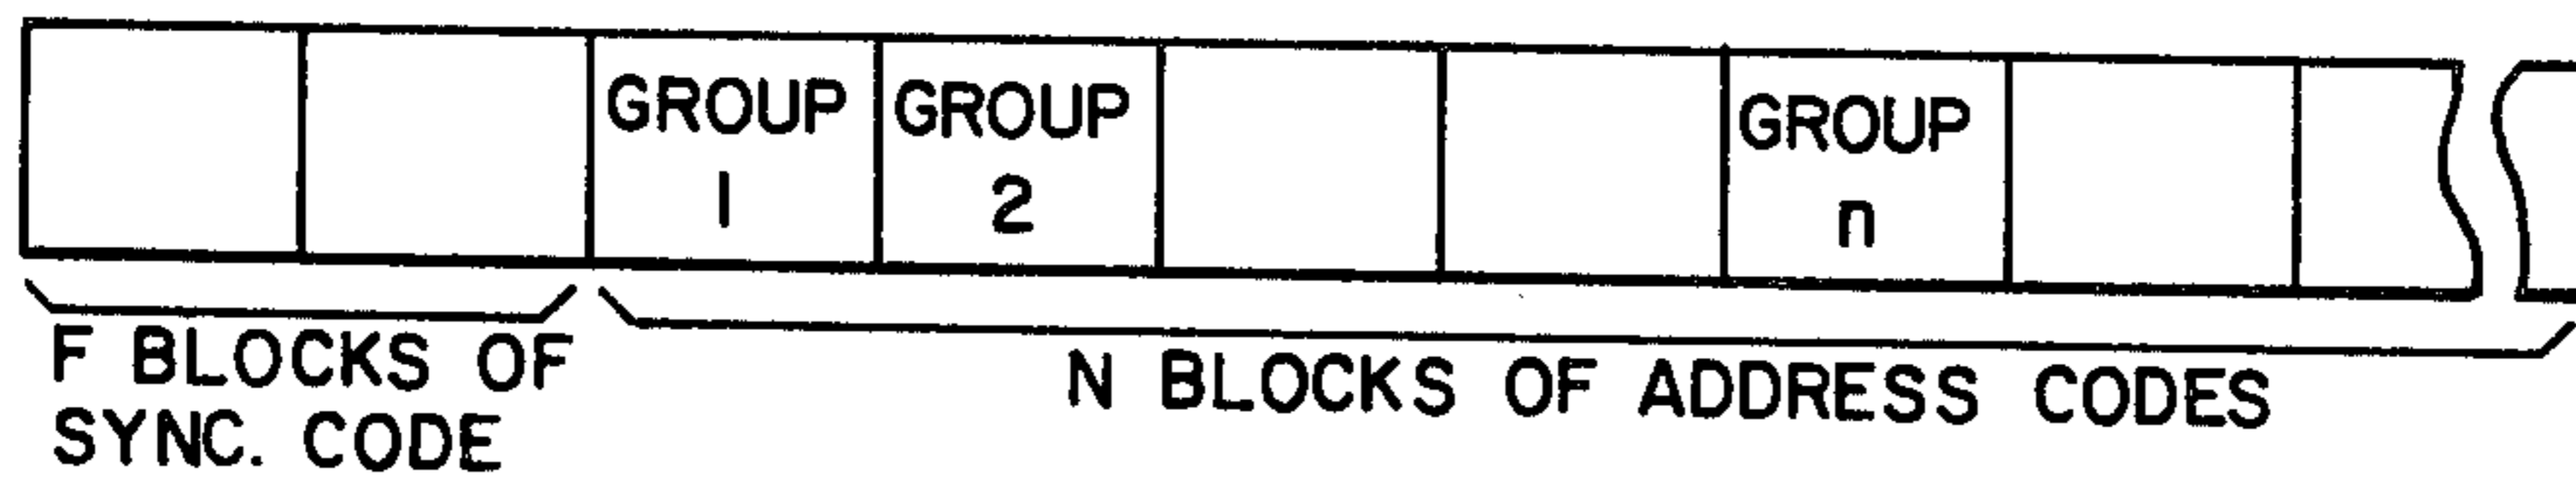 GROUP
1
GROUP
2
GROUP
n
F BLOCKS OF
SYNC. CODE
N BLOCKS OF ADDRESS CODES